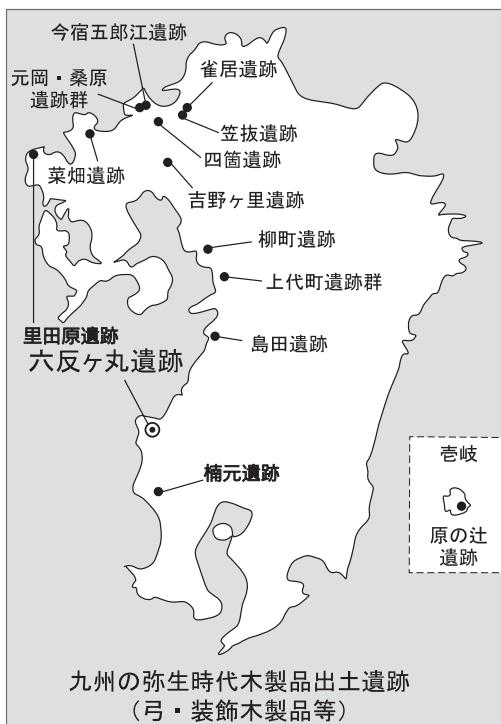 今宿五郎江遺跡
元岡・桑原
遺跡群
雀居遺跡
笠抜遺跡
四箇遺跡
菜畑遺跡
吉野ヶ里遺跡
柳町遺跡
上代町遺跡群
里田原遺跡
六反ヶ丸遺跡
島田遺跡
楠元遺跡
壱岐
原の辻
遺跡
九州の弥生時代木製品出土遺跡
(弓・装飾木製品等)